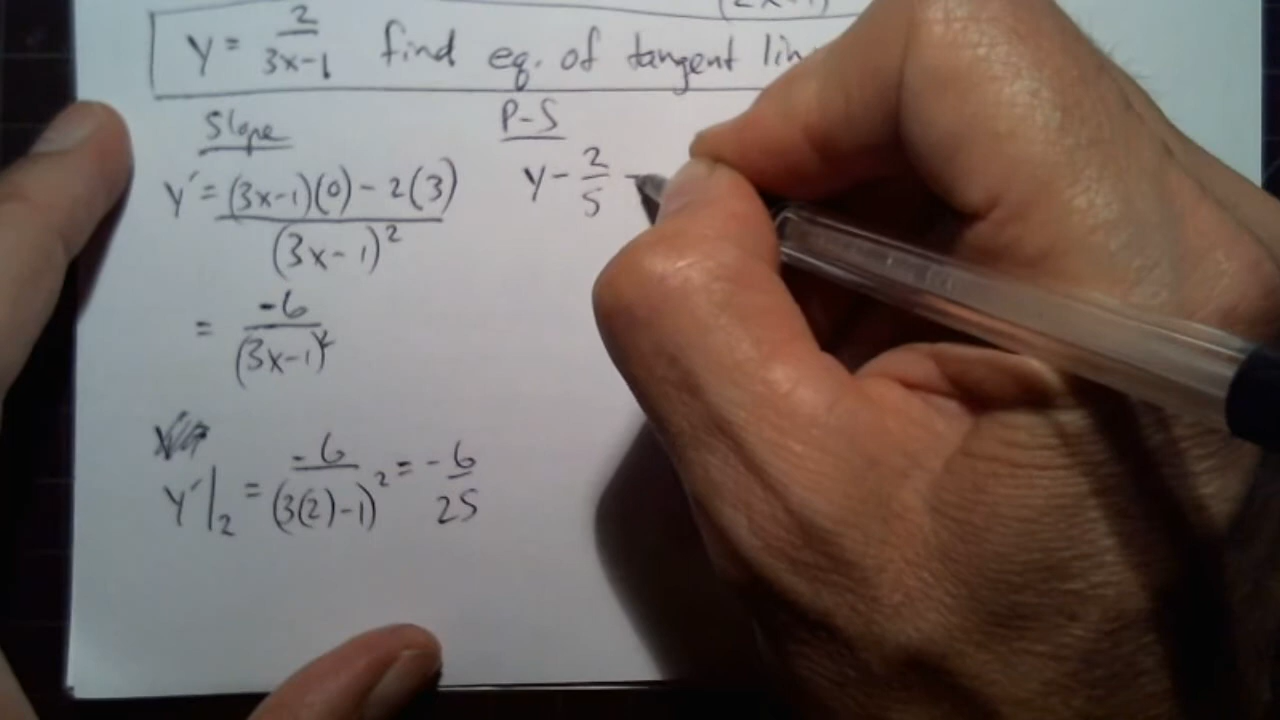 y = 2/(3x-1) find eq. of tangent
Slope
y' = ((3x-1)(0) - 2(3))/(3x-1)²
= -6/(3x-1)²
y'|₂ = -6/(3(2)-1)² = -6/25
P-S
y - 2/5